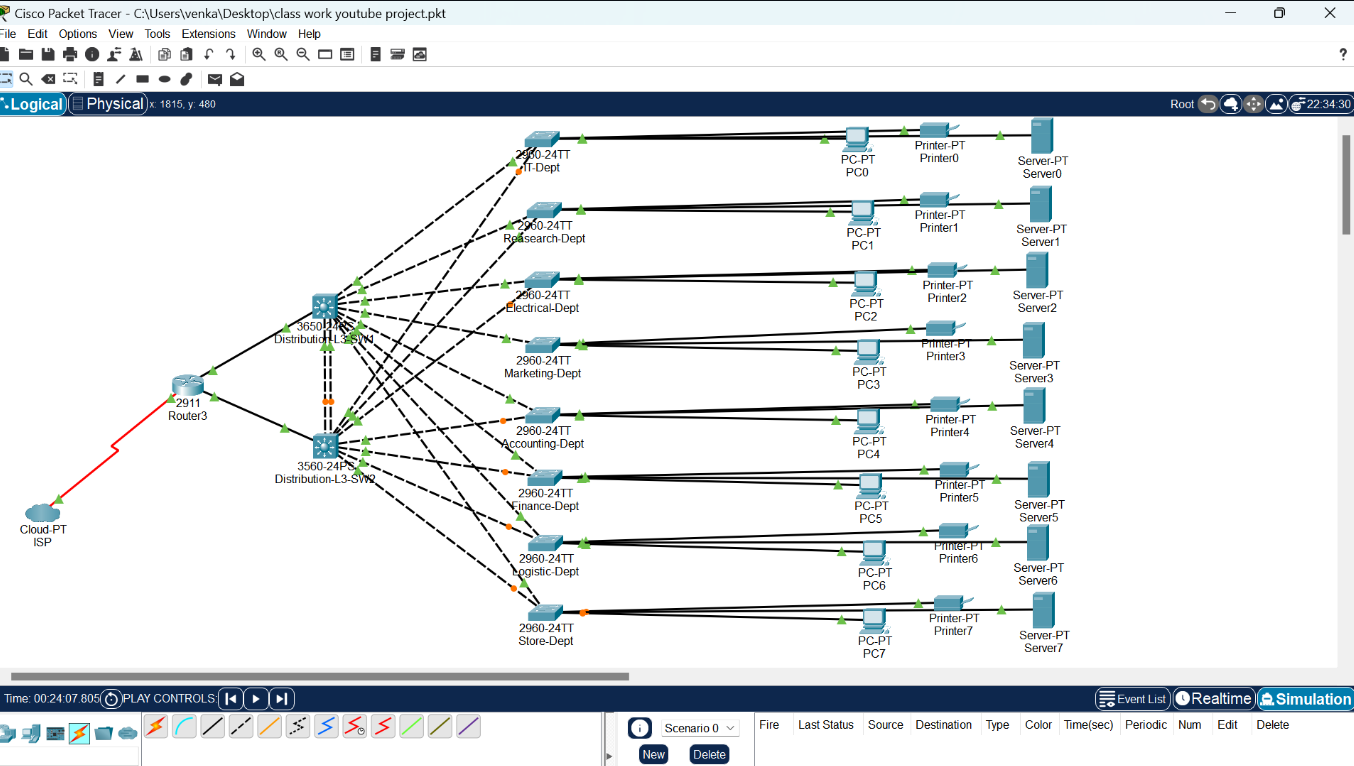 Cisco Packet Tracer - C:\Users\venka\Desktop\class work youtube project.pkt
File Edit Options View Tools Extensions Window Help
?
Logical Physical x: 1815, y: 480 Root 22:34:30
2960-24TT
IT-Dept
PC-PT
PC0
Printer-PT
Printer0
Server-PT
Server0
2960-24TT
Reasearch-Dept
PC-PT
PC1
Printer-PT
Printer1
Server-PT
Server1
2960-24TT
Electrical-Dept
PC-PT
PC2
Printer-PT
Printer2
Server-PT
Server2
3650-24PS
Distribution-L3-SW1
2960-24TT
Marketing-Dept
PC-PT
PC3
Printer-PT
Printer3
Server-PT
Server3
2911
Router3
2960-24TT
Accounting-Dept
PC-PT
PC4
Printer-PT
Printer4
Server-PT
Server4
3560-24PS
Distribution-L3-SW2
2960-24TT
Finance-Dept
PC-PT
PC5
Printer-PT
Printer5
Server-PT
Server5
Cloud-PT
ISP
2960-24TT
Logistic-Dept
PC-PT
PC6
Printer-PT
Printer6
Server-PT
Server6
2960-24TT
Store-Dept
PC-PT
PC7
Printer-PT
Printer7
Server-PT
Server7
Time: 00:24:07.805 PLAY CONTROLS: Event List Realtime Simulation
Scenario 0 Fire Last Status Source Destination Type Color Time(sec) Periodic Num Edit Delete
New Delete